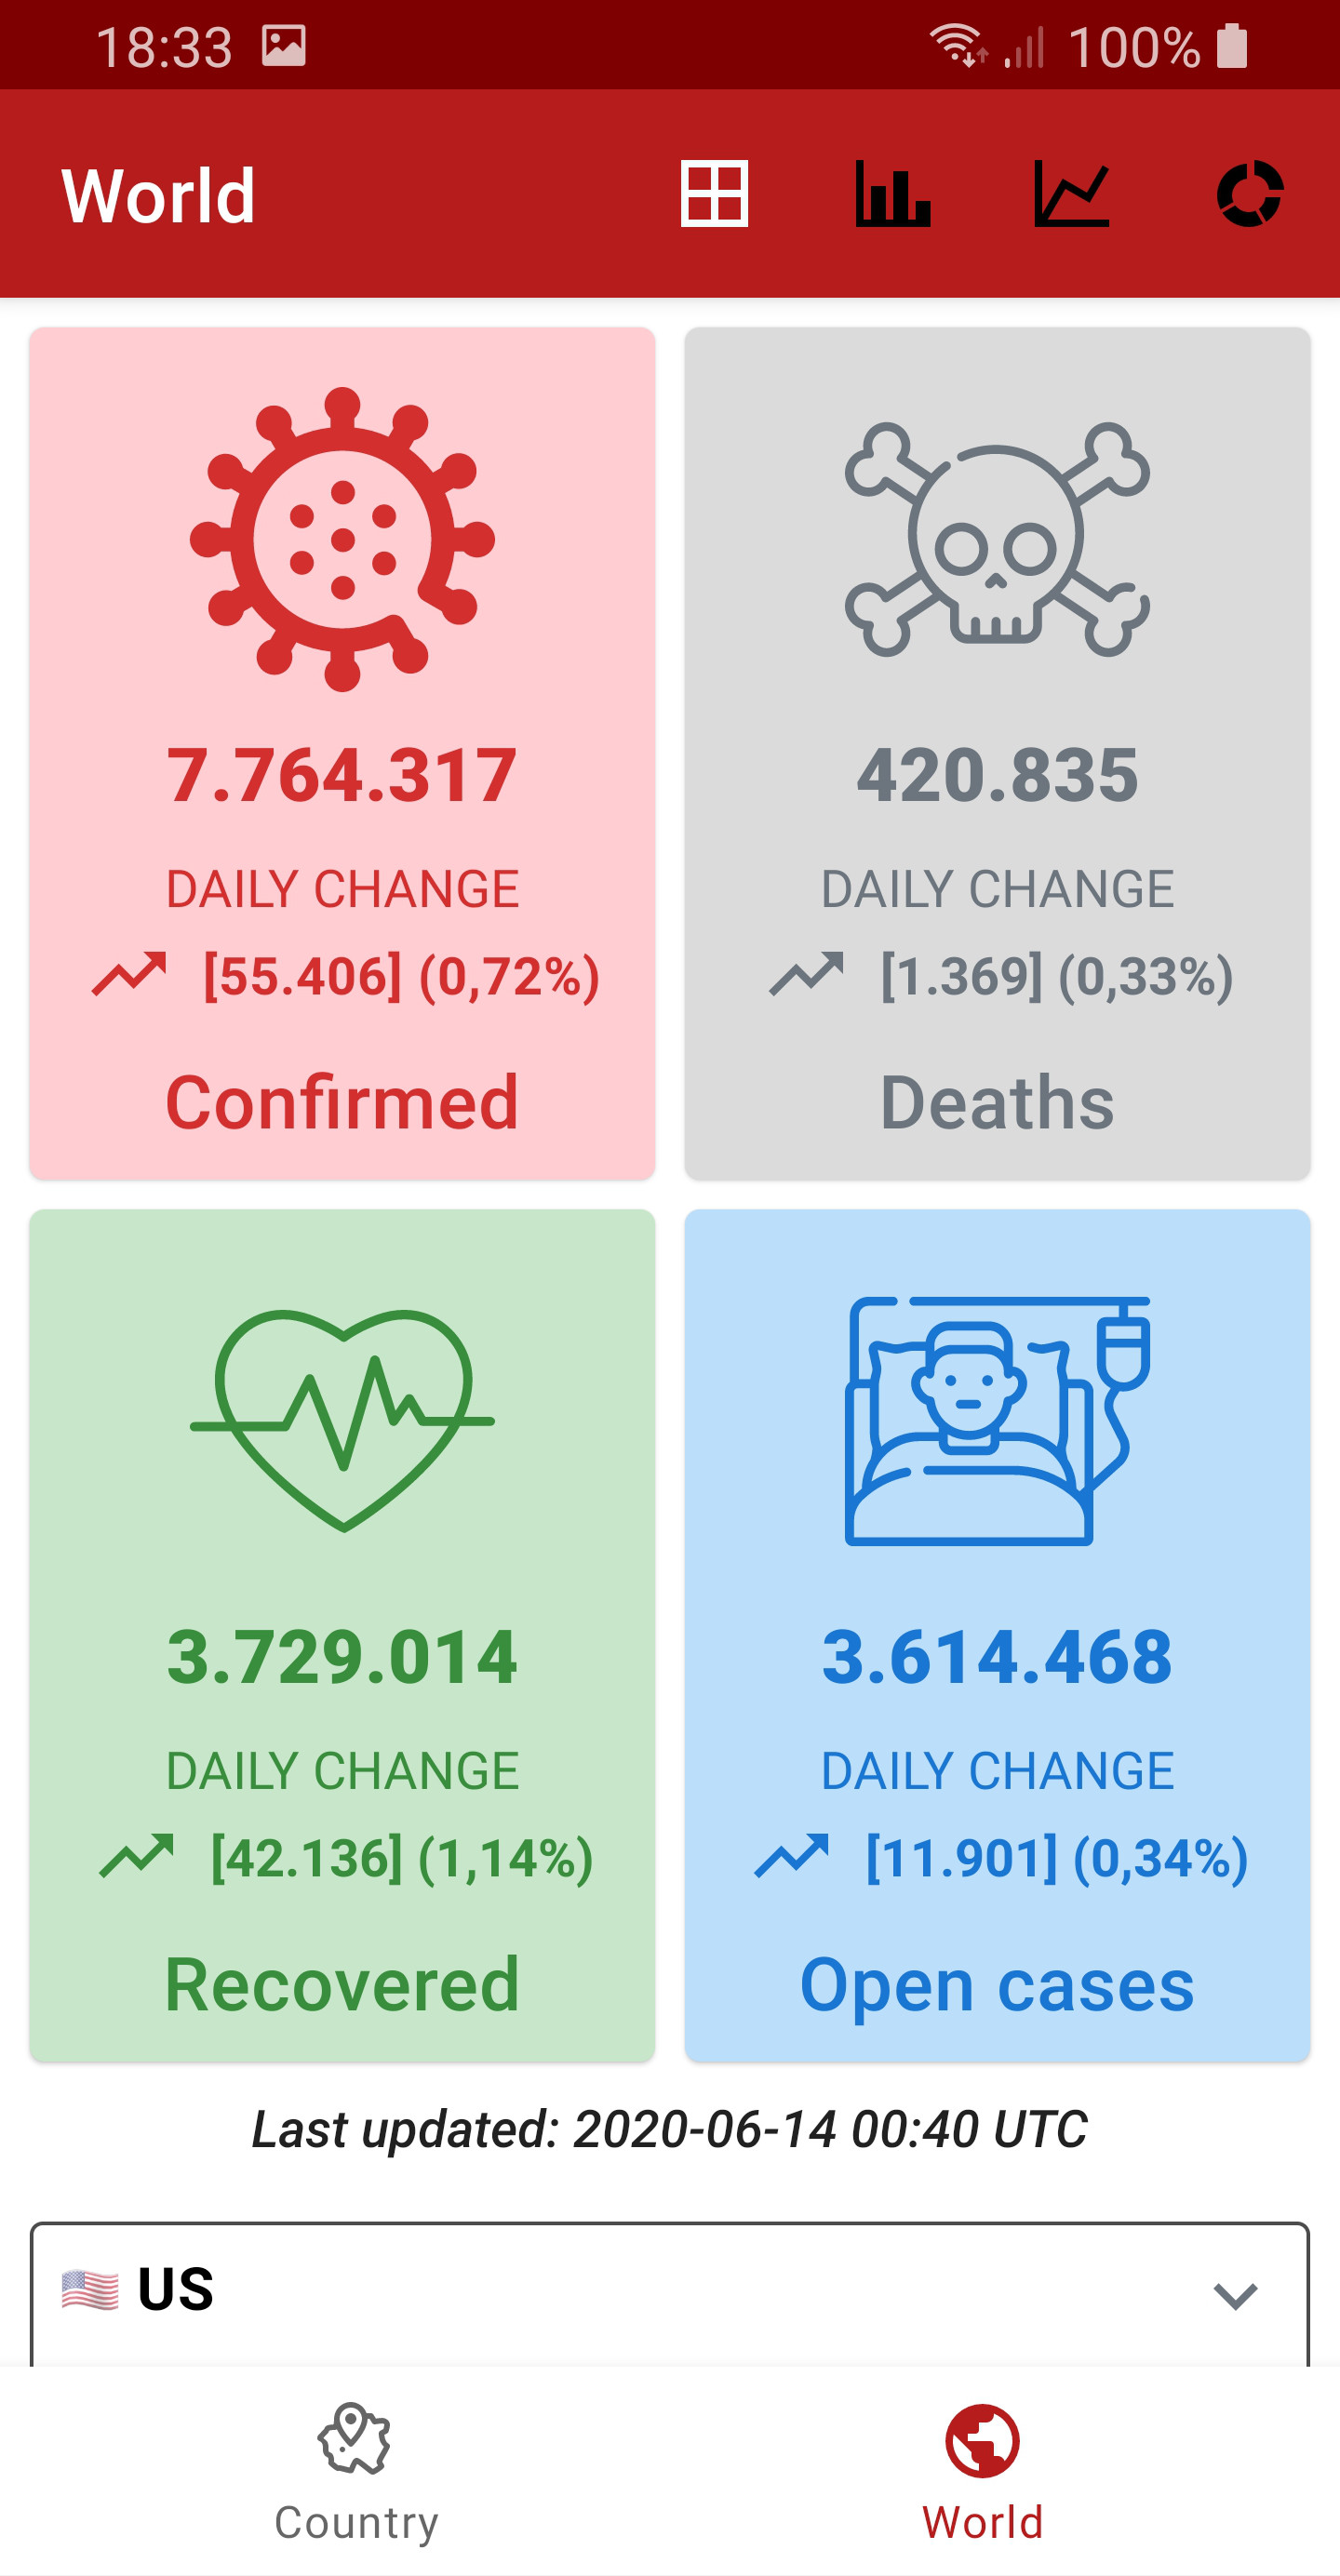 18:33
100%
World
7.764.317
DAILY CHANGE
[55.406] (0,72%)
Confirmed
420.835
DAILY CHANGE
[1.369] (0,33%)
Deaths
3.729.014
DAILY CHANGE
[42.136] (1,14%)
Recovered
3.614.468
DAILY CHANGE
[11.901] (0,34%)
Open cases
Last updated: 2020-06-14 00:40 UTC
US
Country
World